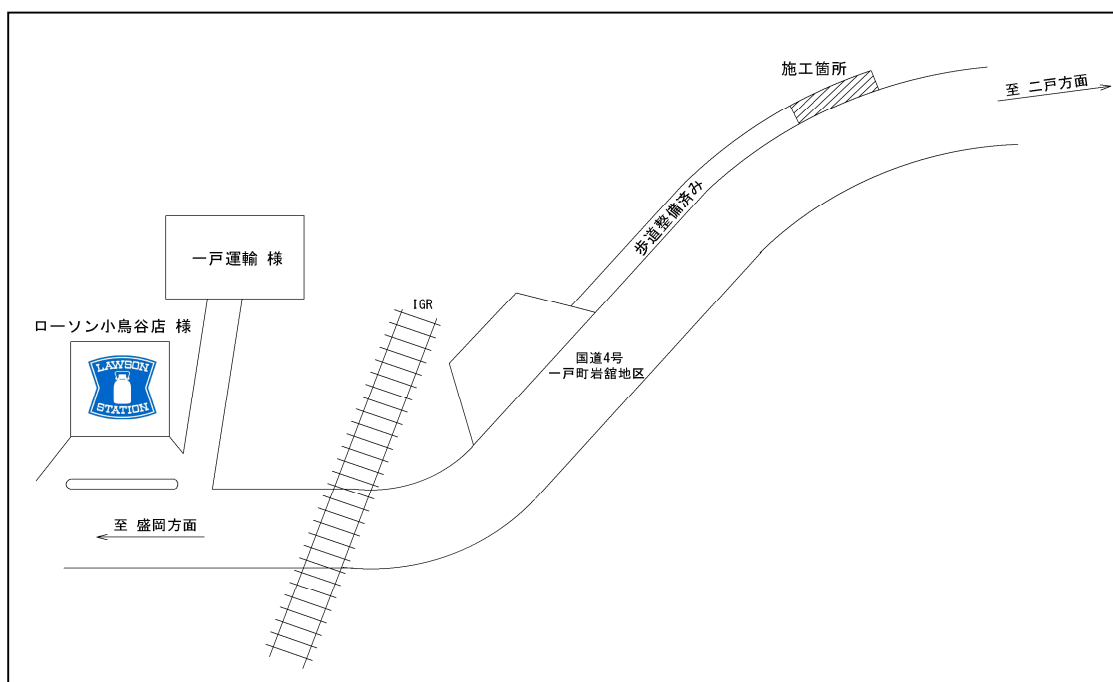 施工箇所
至 二戸方面
歩道整備済み
一戸運輸 様
IGR
ローソン小鳥谷店 様
LAWSON
STATION
国道4号
一戸町岩舘地区
至 盛岡方面